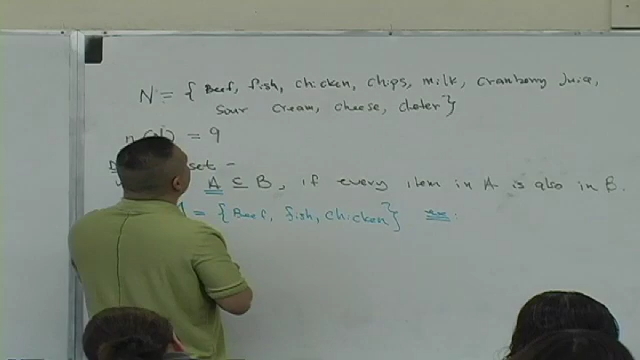 N = { Beef, fish, chicken, chips, milk, cranberry juice,
sour cream, cheese, cheter }
= 9
set -
A ⊆ B, if every item in A is also in B.
= { Beef, fish, chicken }